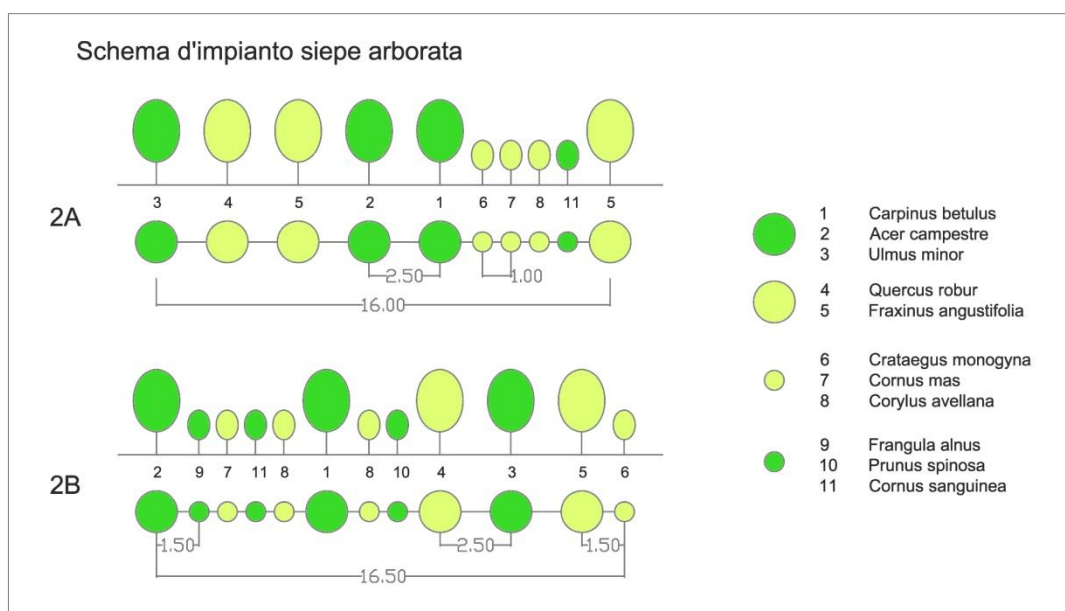 Schema d'impianto siepe arborata
2A
3 4 5 2 1 6 7 8 11 5
2.50 1.00
16.00
2B
2 9 7 11 8 1 8 10 4 3 5 6
1.50 2.50 1.50
16.50
1 Carpinus betulus
2 Acer campestre
3 Ulmus minor
4 Quercus robur
5 Fraxinus angustifolia
6 Crataegus monogyna
7 Cornus mas
8 Corylus avellana
9 Frangula alnus
10 Prunus spinosa
11 Cornus sanguinea